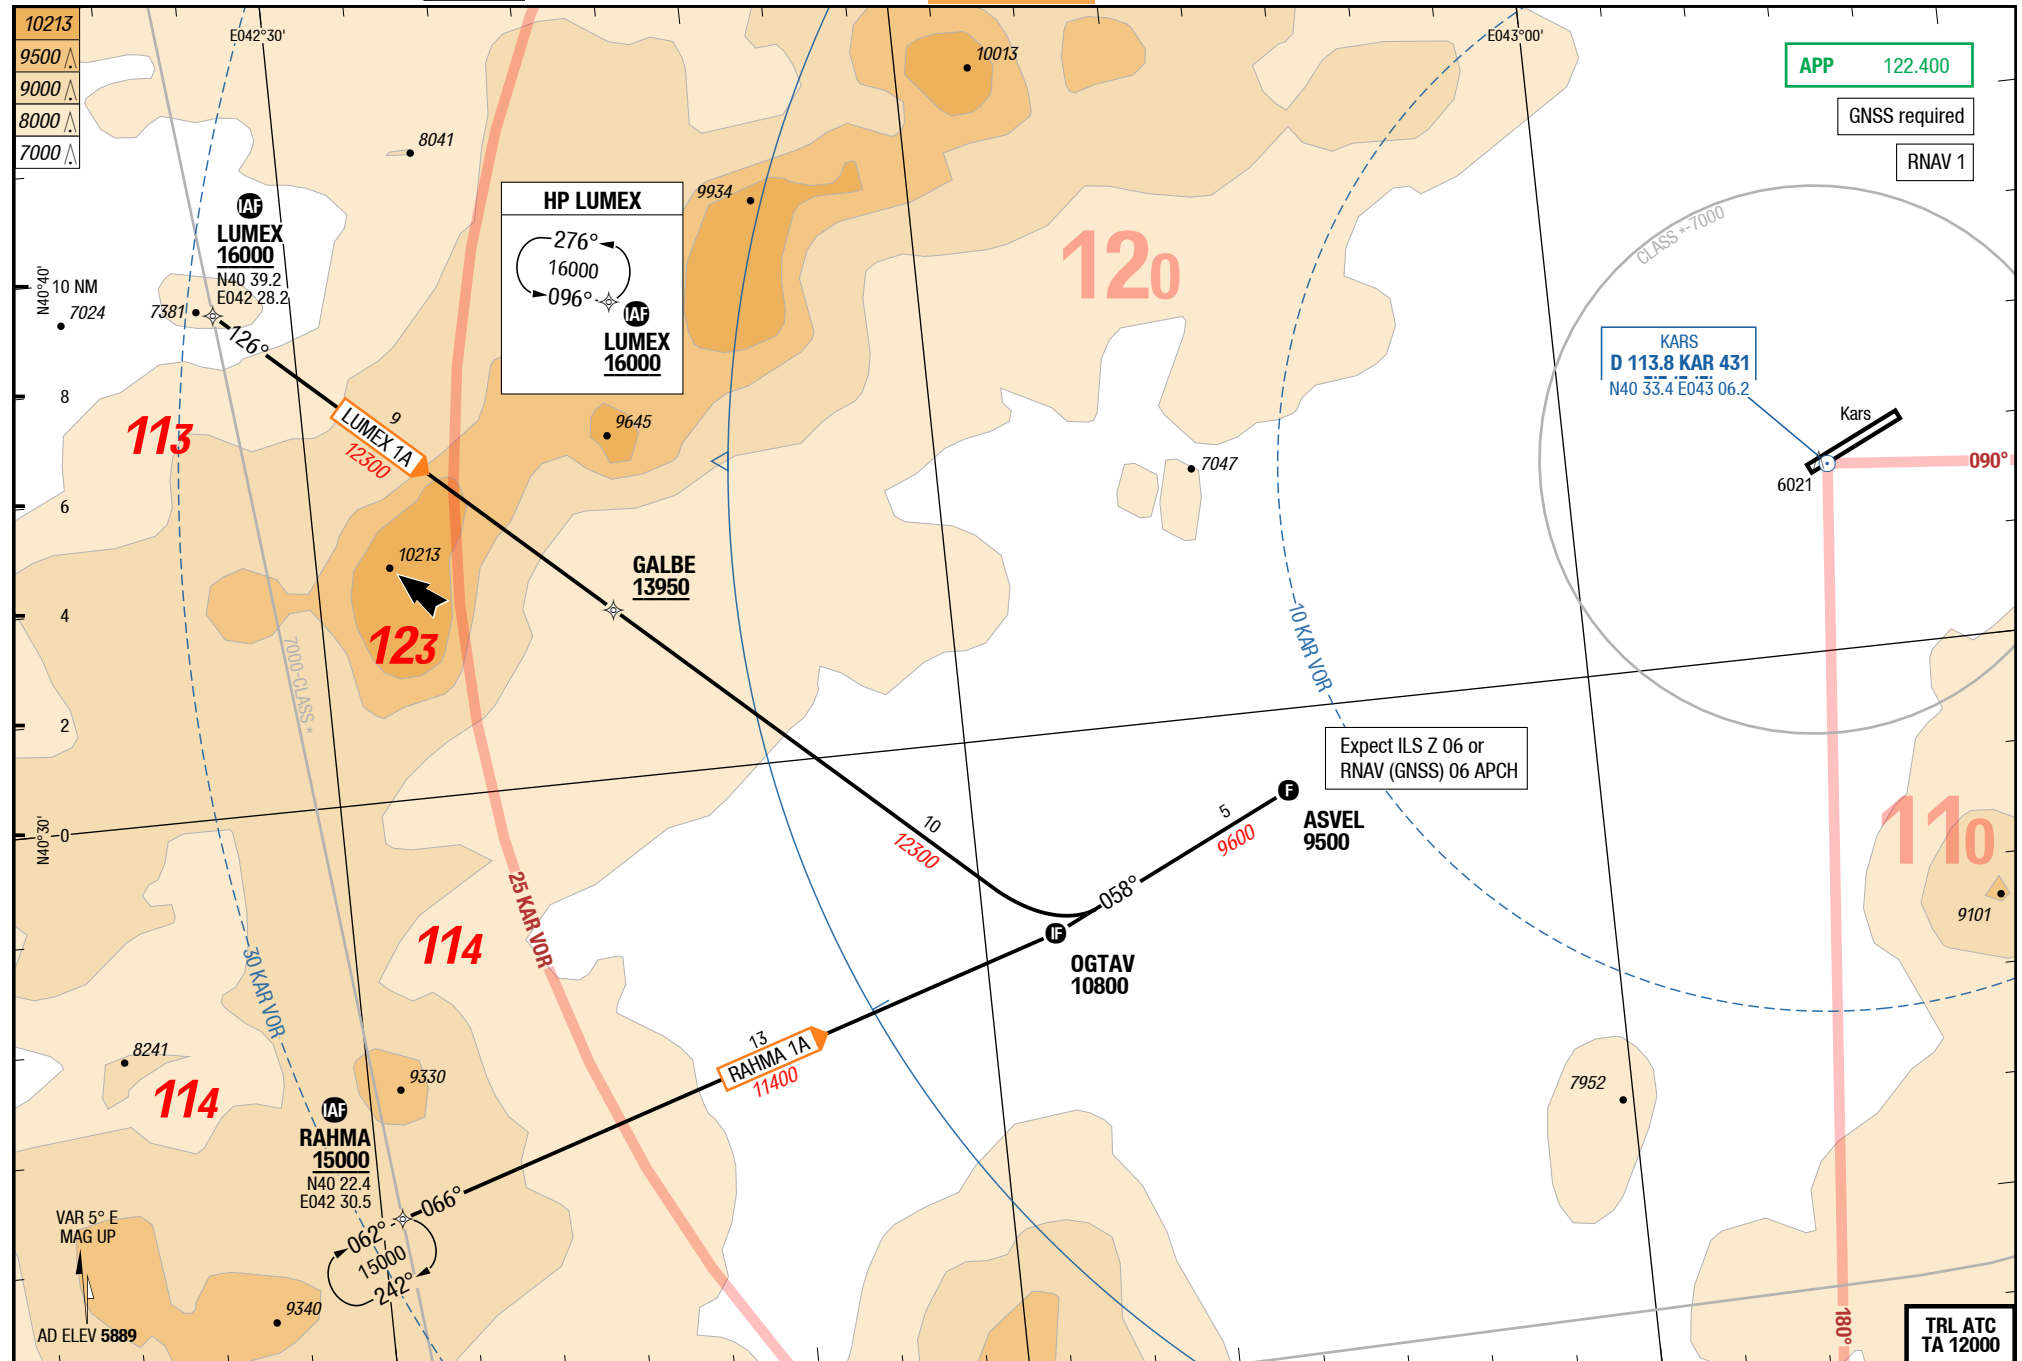 10213
9500
9000
8000
7000
E042°30'
E043°00'
10013
APP 122.400
GNSS required
RNAV 1
8041
IAF
LUMEX
16000
N40 39.2
E042 28.2
HP LUMEX
276°
16000
096°
IAF
LUMEX
16000
9934
120
CLASS *-7000
N40°40'
10 NM
7024
7381
126°
KARS
D 113.8 KAR 431
N40 33.4 E043 06.2
8
113
9
LUMEX 1A
12300
9645
7047
Kars
090°
6021
6
10213
GALBE
13950
4
123
7000-CLASS *
10 KAR VOR
2
Expect ILS Z 06 or
RNAV (GNSS) 06 APCH
N40°30'
0
10
12300
5
9600
F
ASVEL
9500
110
9101
058°
25 KAR VOR
114
IF
OGTAV
10800
30 KAR VOR
8241
114
9330
13
RAHMA 1A
11400
7952
IAF
RAHMA
15000
N40 22.4
E042 30.5
066°
062°
15000
242°
VAR 5° E
MAG UP
9340
AD ELEV 5889
180°
TRL ATC
TA 12000